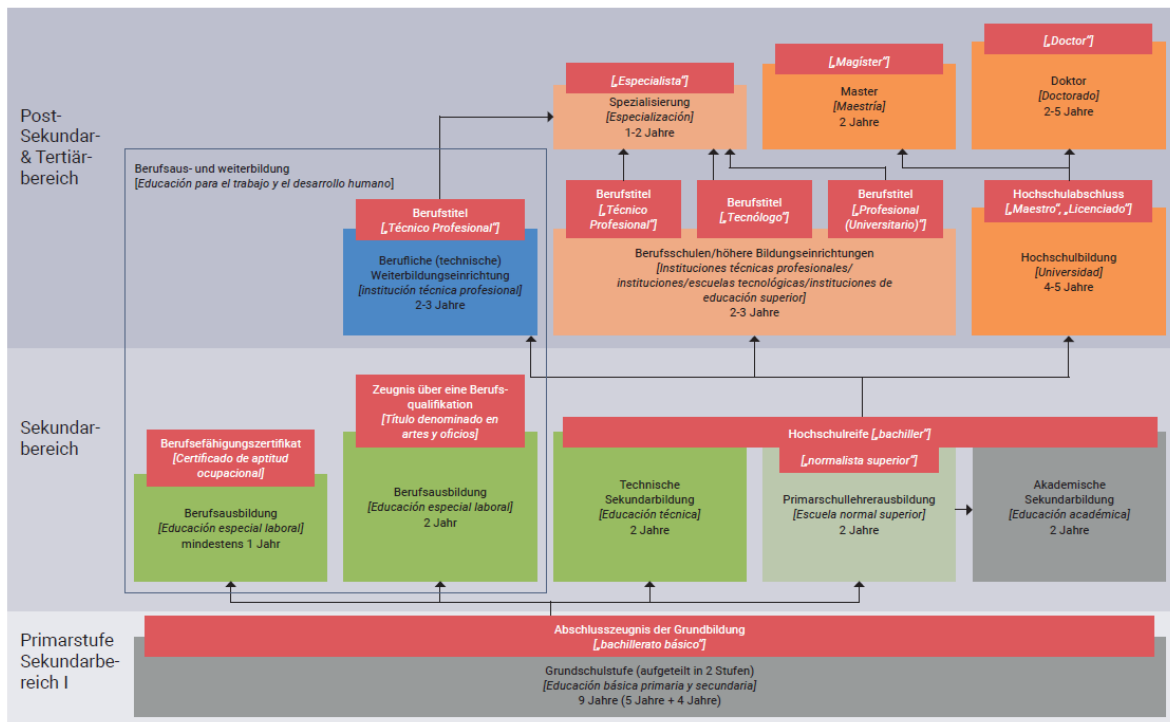 Post-
Sekundar-
& Tertiär-
bereich
[„Especialista“]
Spezialisierung
[Especialización]
1-2 Jahre
[„Magíster“]
Master
[Maestría]
2 Jahre
[„Doctor“]
Doktor
[Doctorado]
2-5 Jahre
Berufsaus- und weiterbildung
[Educación para el trabajo y el desarrollo humano]
Berufstitel
[„Técnico Profesional“]
Berufliche (technische)
Weiterbildungseinrichtung
[institución técnica profesional]
2-3 Jahre
Berufstitel
[„Técnico
Profesional“]
Berufstitel
[„Tecnólogo“]
Berufstitel
[„Profesional
(Universitario)“]
Berufsschulen/höhere Bildungseinrichtungen
[Instituciones técnicas profesionales/
instituciones/escuelas tecnológicas/instituciones de
educación superior]
2-3 Jahre
Hochschulabschluss
[„Maestro“, „Licenciado“]
Hochschulbildung
[Universidad]
4-5 Jahre
Sekundar-
bereich
Berufsefähigungszertifikat
[Certificado de aptitud
ocupacional]
Berufsausbildung
[Educación especial laboral]
mindestens 1 Jahr
Zeugnis über eine Berufs-
qualifikation
[Título denominado en
artes y oficios]
Berufsausbildung
[Educación especial laboral]
2 Jahr
Hochschulreife [„bachiller“]
[„normalista superior“]
Technische
Sekundarbildung
[Educación técnica]
2 Jahre
Primarschullehrerausbildung
[Escuela normal superior]
2 Jahre
Akademische
Sekundarbildung
[Educación académica]
2 Jahre
Primarstufe
Sekundarbe-
reich I
Abschlusszeugnis der Grundbildung
[„bachillerato básico“]
Grundschulstufe (aufgeteilt in 2 Stufen)
[Educación básica primaria y secundaria]
9 Jahre (5 Jahre + 4 Jahre)